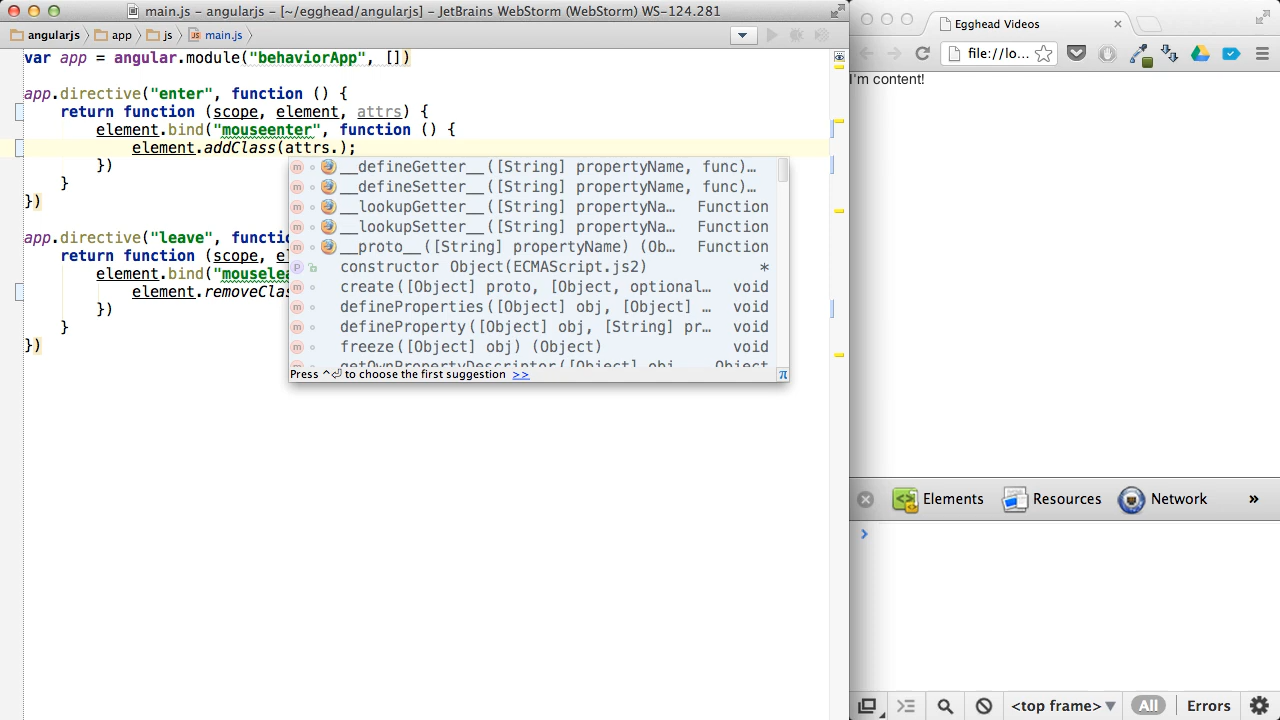 main.js – angularjs – [~/egghead/angularjs] – JetBrains WebStorm (WebStorm) WS-124.281
angularjs app js main.js
var app = angular.module("behaviorApp", [])
app.directive("enter", function () {
return function (scope, element, attrs) {
element.bind("mouseenter", function () {
element.addClass(attrs.);
})
}
})
app.directive("leave", functio
return function (scope, el
element.bind("mouselea
element.removeClas
})
}
})
__defineGetter__([String] propertyName, func)…
__defineSetter__([String] propertyName, func)…
__lookupGetter__([String] propertyNa… Function
__lookupSetter__([String] propertyNa… Function
__proto__([String] propertyName) (Ob… Function
constructor Object(ECMAScript.js2) *
create([Object] proto, [Object, optional… void
defineProperties([Object] obj, [Object] … void
defineProperty([Object] obj, [String] pr… void
freeze([Object] obj) (Object) void
getOwnPropertyDescriptor([Object] obj Object
Press ^⏎ to choose the first suggestion >>
π
Egghead Videos
file://lo...
I'm content!
Elements Resources Network »
<top frame> ▼ All Errors